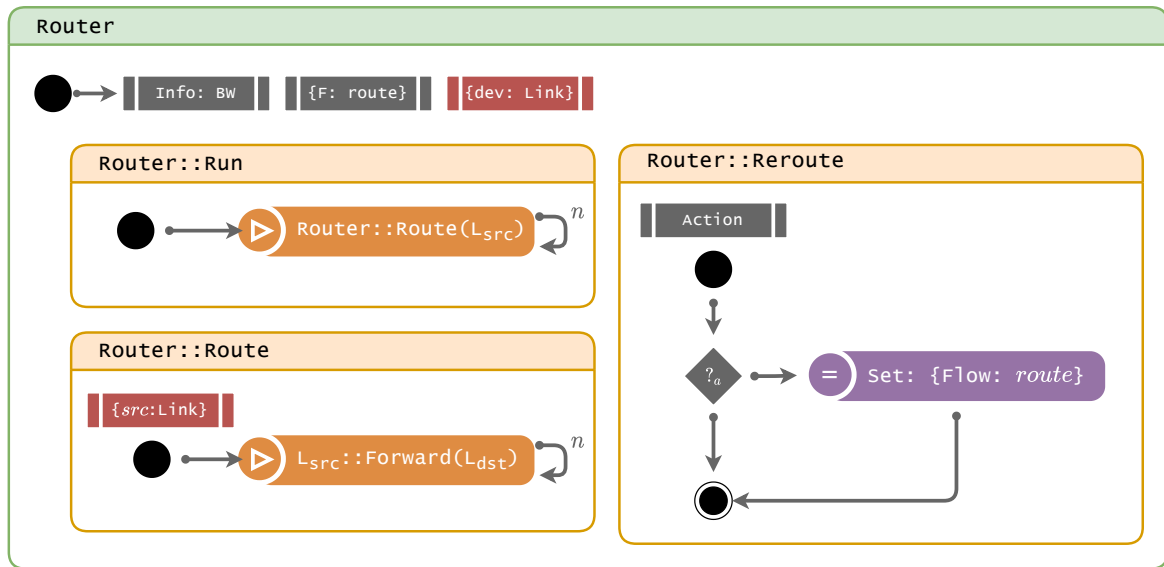 Router
Info: BW
{F: route}
{dev: Link}
Router::Run
Router::Route(Lsrc)
n
Router::Route
{src:Link}
Lsrc::Forward(Ldst)
n
Router::Reroute
Action
?a
= Set: {Flow: route}